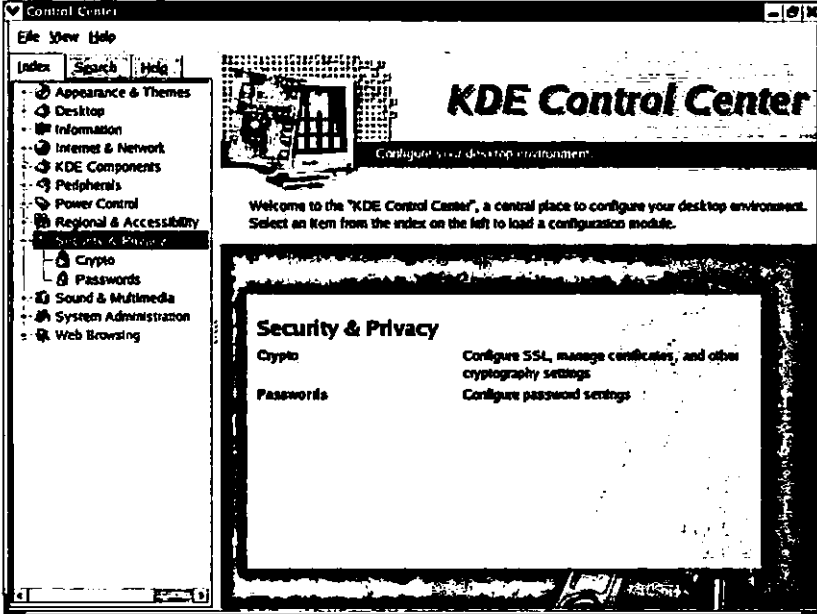 Control Center
File View Help
Index Search Help
Appearance & Themes
Desktop
Information
Internet & Network
KDE Components
Peripherals
Power Control
Regional & Accessibility
Security & Privacy
Crypto
Passwords
Sound & Multimedia
System Administration
Web Browsing
KDE Control Center
Configure your desktop environment.
Welcome to the "KDE Control Center", a central place to configure your desktop environment.
Select an item from the index on the left to load a configuration module.
Security & Privacy
Crypto Configure SSL, manage certificates, and other
cryptography settings
Passwords Configure password settings